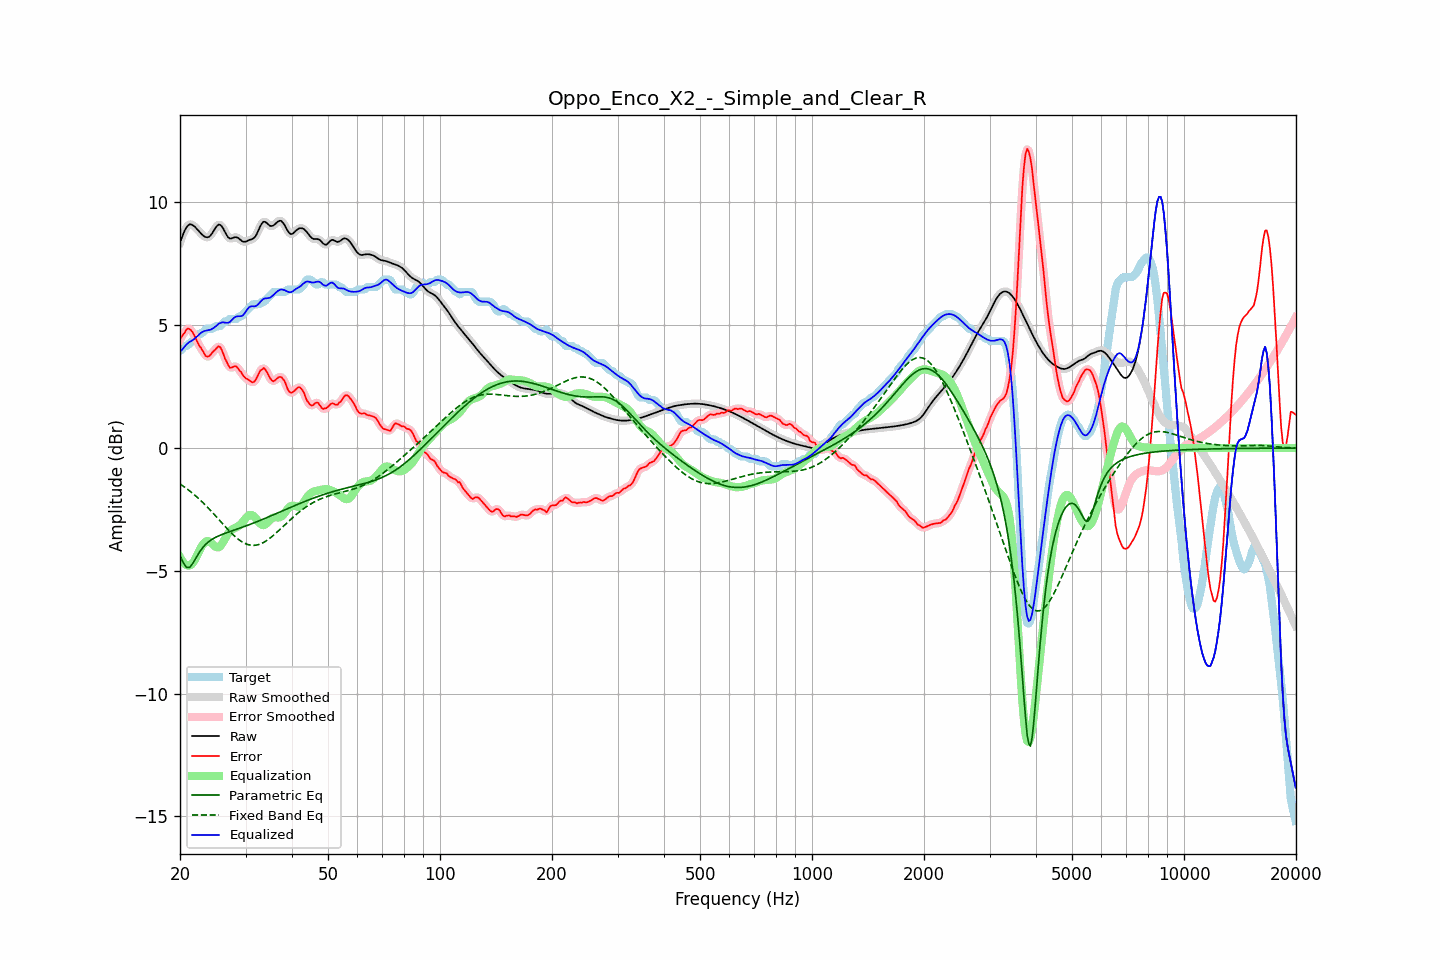 Oppo_Enco_X2_-_Simple_and_Clear_R
Amplitude (dBr)
10
5
0
−5
−10
−15
Target
Raw Smoothed
Error Smoothed
Raw
Error
Equalization
Parametric Eq
Fixed Band Eq
Equalized
20 50 100 200 500 1000 2000 5000 10000 20000
Frequency (Hz)